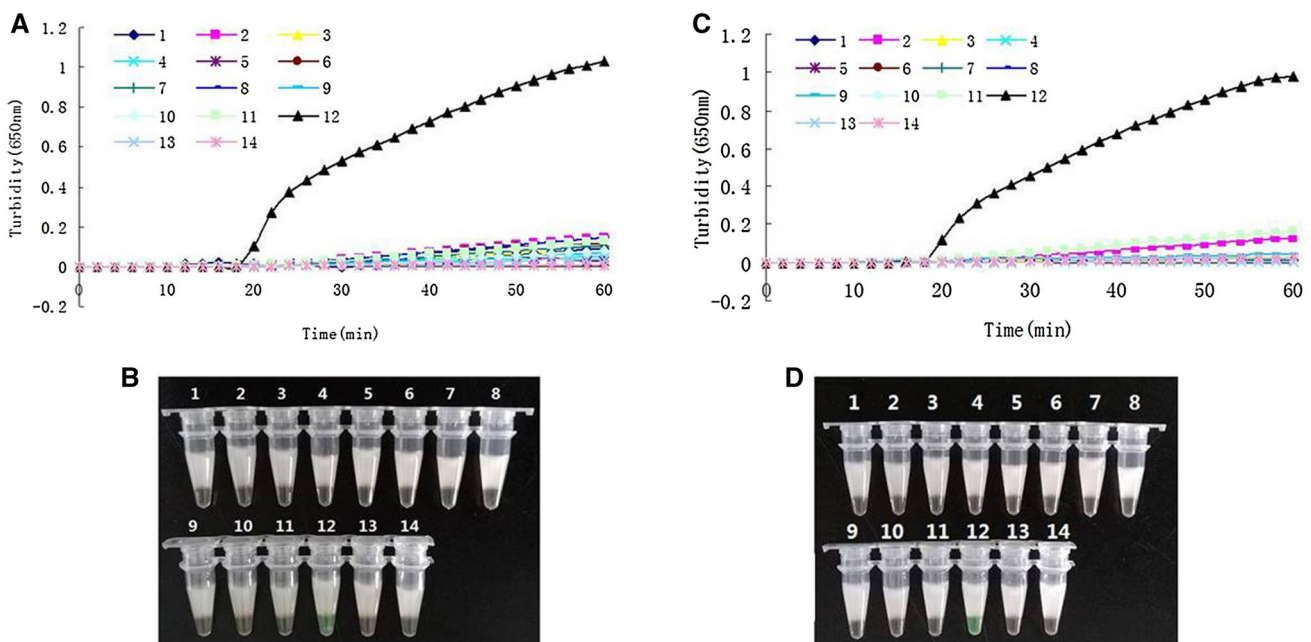 A
1.2
1
0.8
0.6
0.4
0.2
0
-0.2
Turbidity(650nm)
1 2 3
4 5 6
7 8 9
10 11 12
13 14
0 10 20 30 40 50 60
Time(min)
C
1.2
1
0.8
0.6
0.4
0.2
0
-0.2
Turbidity(650nm)
1 2 3 4
5 6 7 8
9 10 11 12
13 14
0 10 20 30 40 50 60
Time(min)
B
1 2 3 4 5 6 7 8
9 10 11 12 13 14
D
1 2 3 4 5 6 7 8
9 10 11 12 13 14